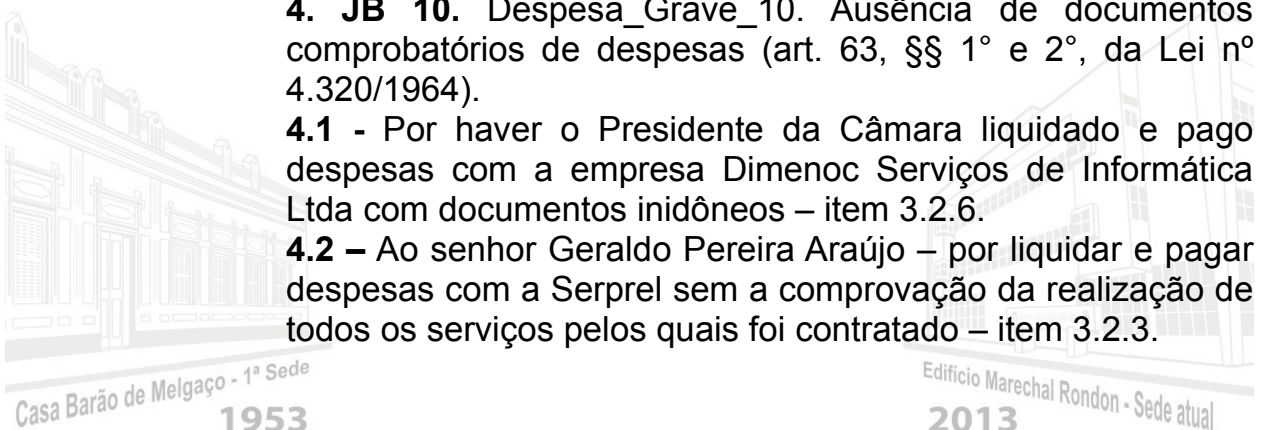 4. JB 10. Despesa_Grave_10. Ausência de documentos
comprobatórios de despesas (art. 63, §§ 1° e 2°, da Lei nº
4.320/1964).
4.1 - Por haver o Presidente da Câmara liquidado e pago
despesas com a empresa Dimenoc Serviços de Informática
Ltda com documentos inidôneos – item 3.2.6.
4.2 – Ao senhor Geraldo Pereira Araújo – por liquidar e pagar
despesas com a Serprel sem a comprovação da realização de
todos os serviços pelos quais foi contratado – item 3.2.3.
Casa Barão de Melgaço - 1ª Sede
1953
Edifício Marechal Rondon - Sede atual
2013